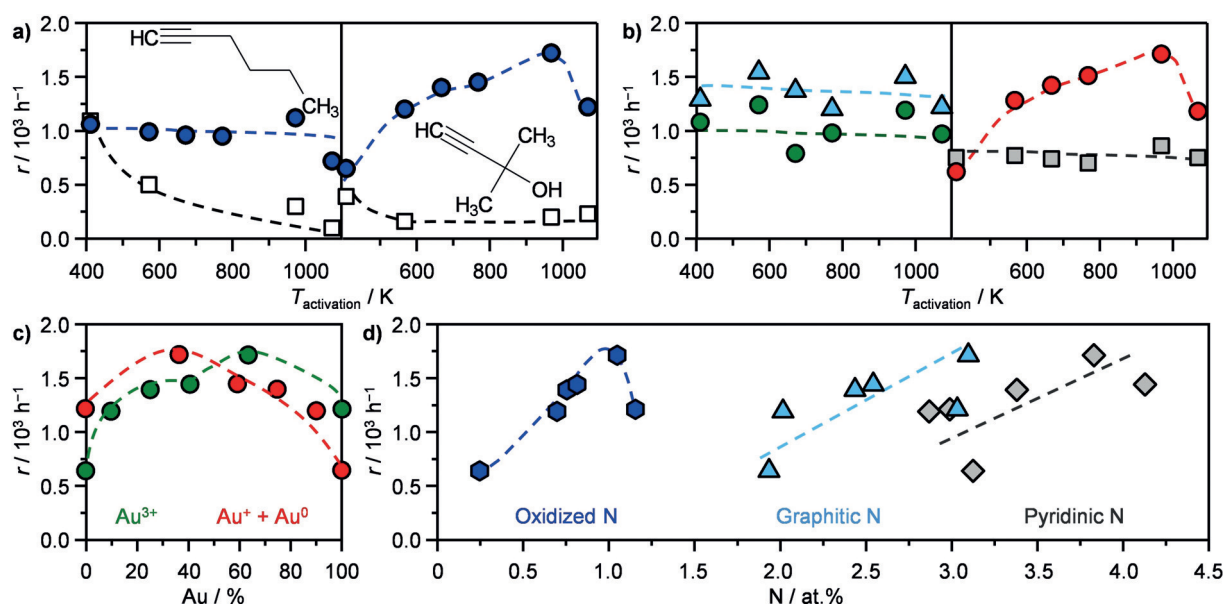 a)
2.0
1.5
1.0
0.5
0.0
r / 10³ h⁻¹
HC
CH₃
HC
CH₃
OH
H₃C
400 600 800 1000 600 800 1000
T activation / K
b)
2.0
1.5
1.0
0.5
0.0
r / 10³ h⁻¹
400 600 800 1000 600 800 1000
T activation / K
c)
2.0
1.5
1.0
0.5
0.0
r / 10³ h⁻¹
Au³⁺ Au⁺ + Au⁰
0 20 40 60 80 100
Au / %
d)
2.0
1.5
1.0
0.5
0.0
r / 10³ h⁻¹
Oxidized N Graphitic N Pyridinic N
0.0 0.5 1.0 1.5 2.0 2.5 3.0 3.5 4.0 4.5
N / at.%